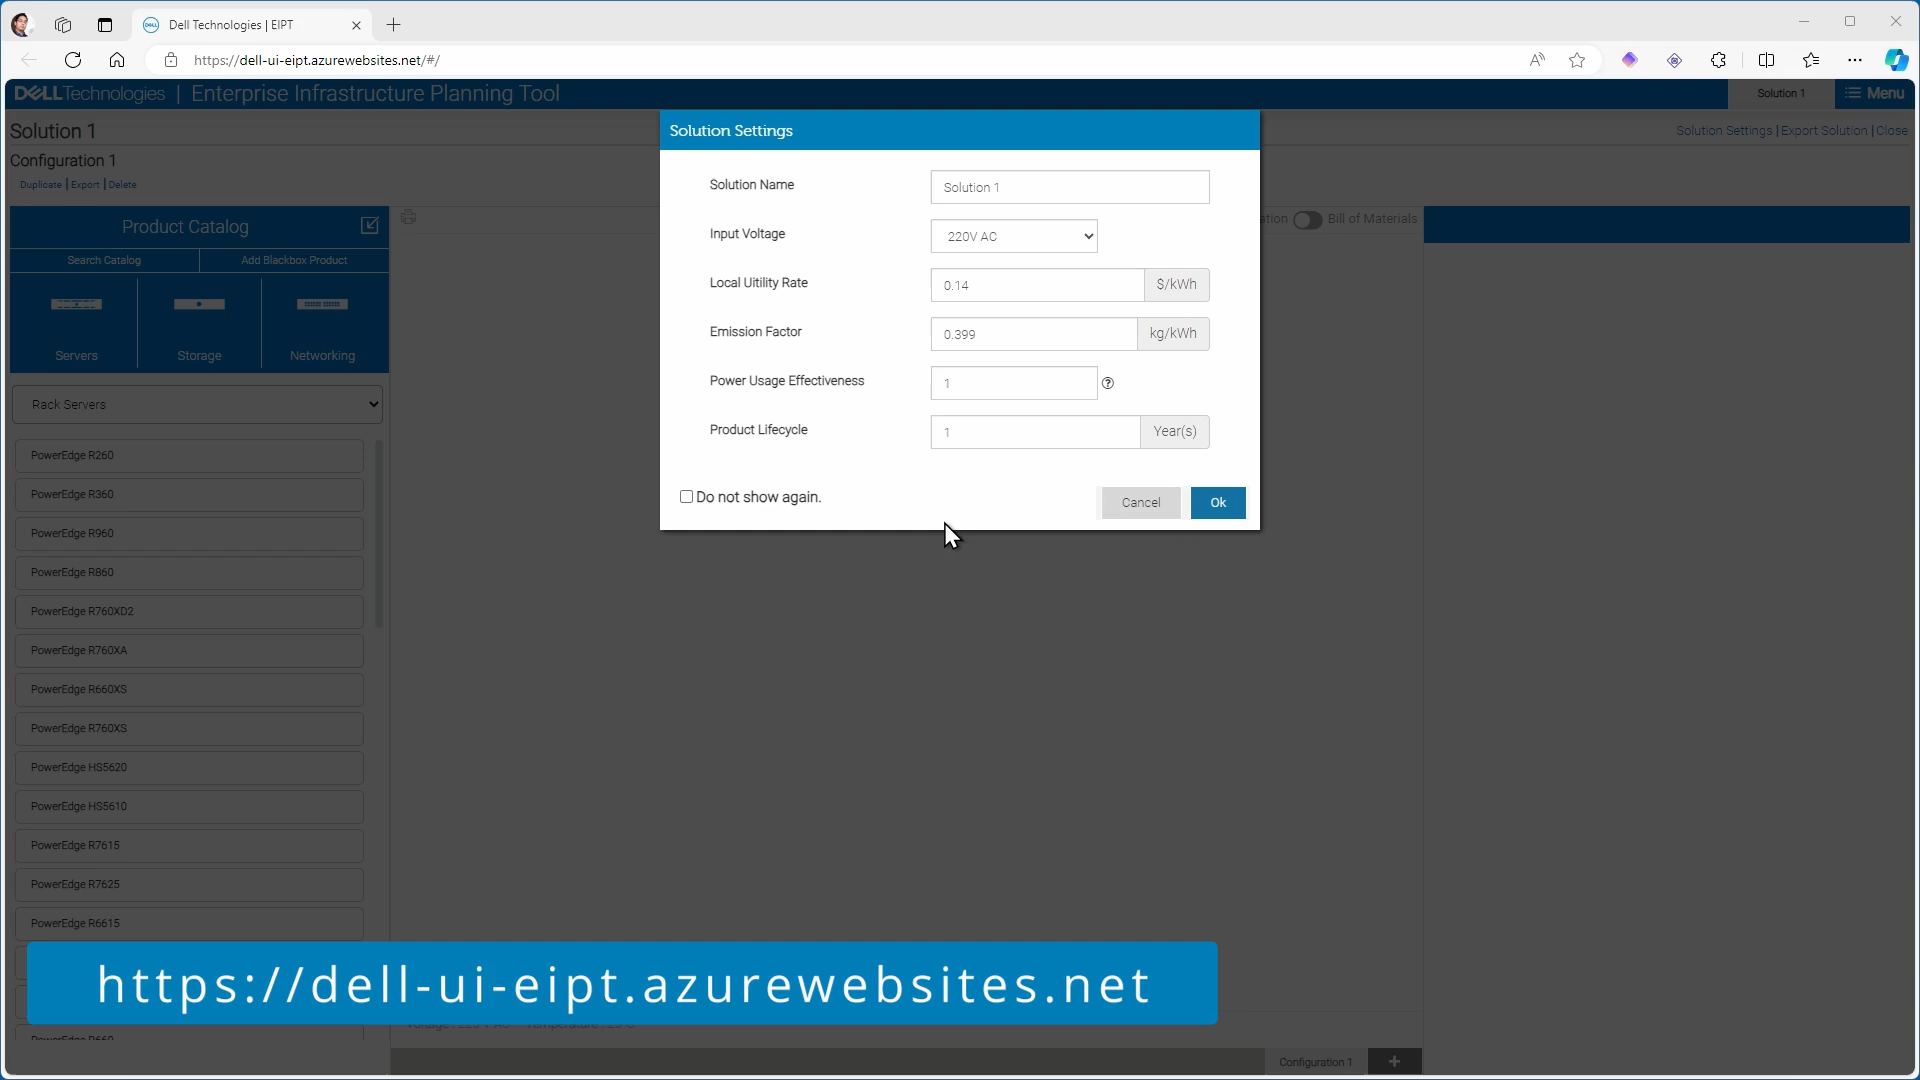 Dell Technologies | EIPT
https://dell-ui-eipt.azurewebsites.net/#/
DELLTechnologies | Enterprise Infrastructure Planning Tool
Solution 1
Menu
Solution 1
Solution Settings | Export Solution | Close
Configuration 1
Duplicate | Export | Delete
Product Catalog
Search Catalog
Add Blackbox Product
Servers
Storage
Networking
Rack Servers
PowerEdge R260
PowerEdge R360
PowerEdge R960
PowerEdge R860
PowerEdge R760XD2
PowerEdge R760XA
PowerEdge R660XS
PowerEdge R760XS
PowerEdge HS5620
PowerEdge HS5610
PowerEdge R7615
PowerEdge R7625
PowerEdge R6615
Solution Settings
Solution Name
Solution 1
Input Voltage
220V AC
Local Uitility Rate
0.14
$/kWh
Emission Factor
0.399
kg/kWh
Power Usage Effectiveness
1
?
Product Lifecycle
1
Year(s)
Do not show again.
Cancel
Ok
Bill of Materials
https://dell-ui-eipt.azurewebsites.net
Configuration 1
+